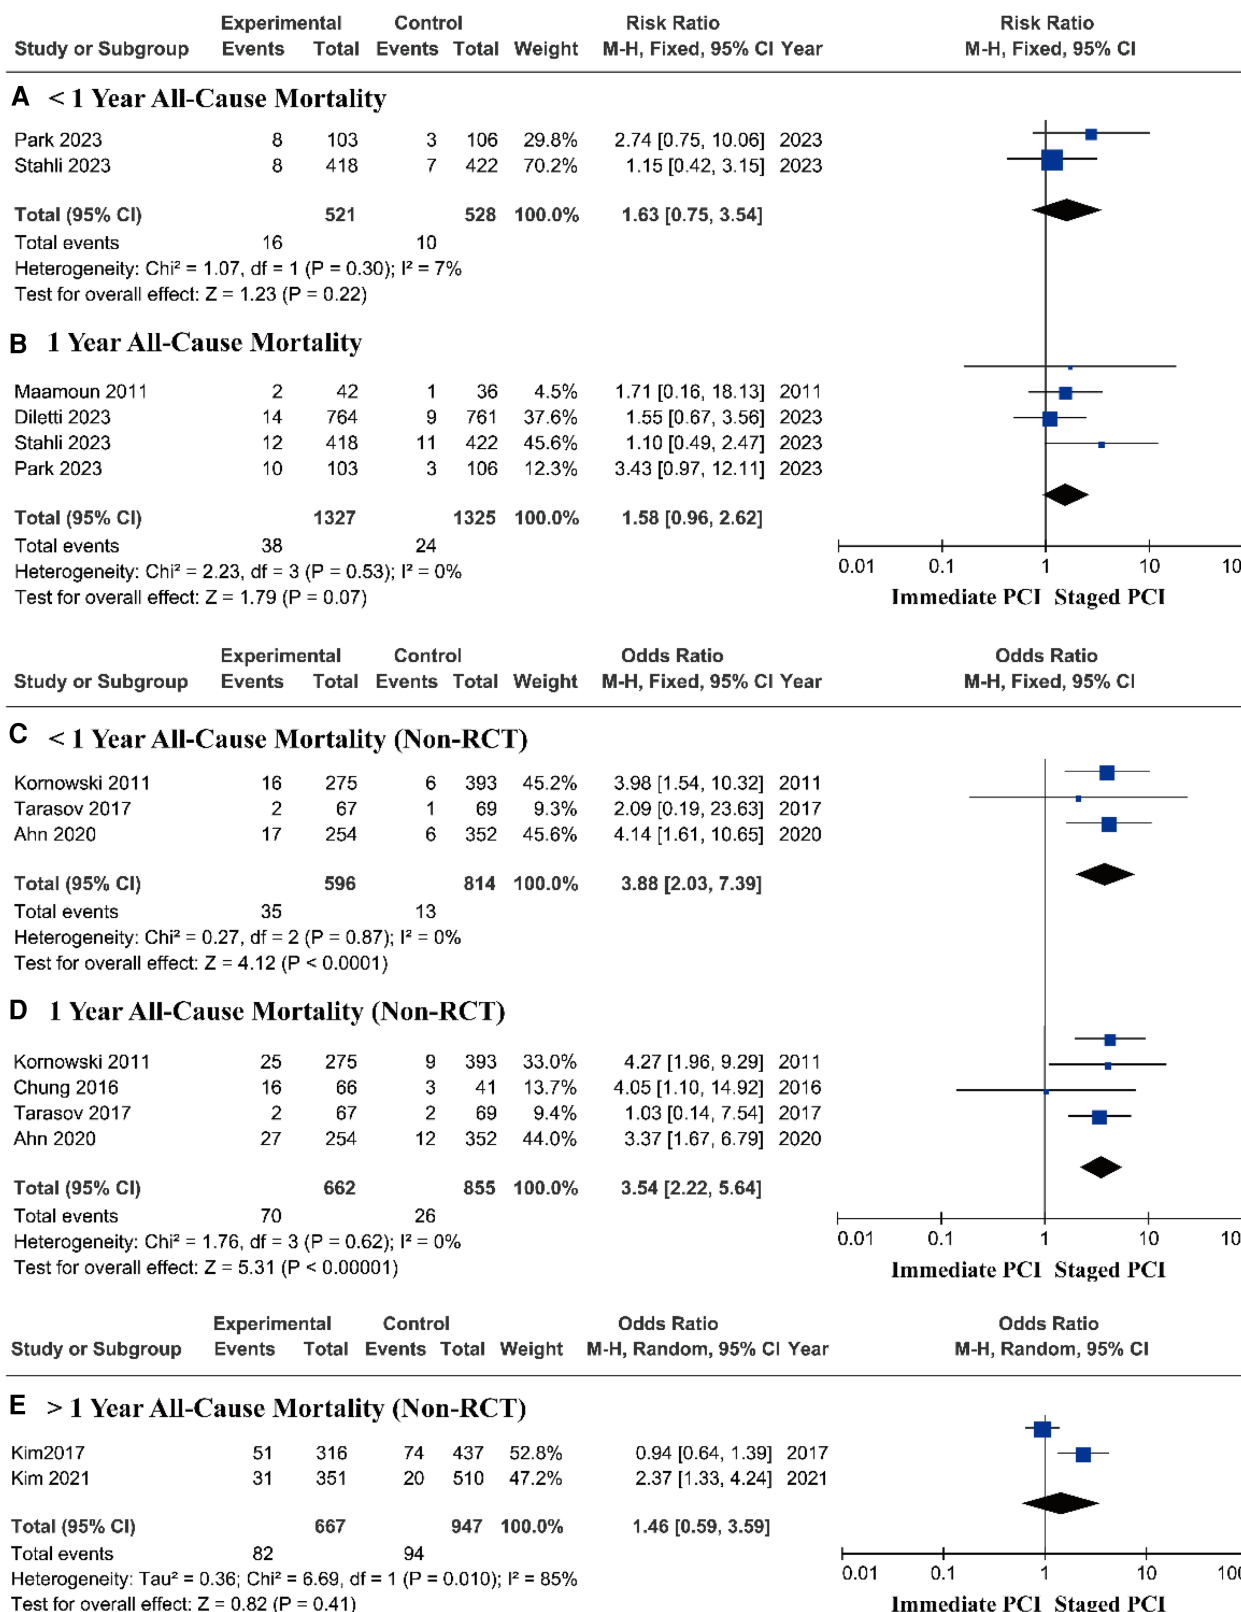 Experimental Control Risk Ratio Risk Ratio
Study or Subgroup Events Total Events Total Weight M-H, Fixed, 95% CI Year M-H, Fixed, 95% CI
A < 1 Year All-Cause Mortality
Park 2023 8 103 3 106 29.8% 2.74 [0.75, 10.06] 2023
Stahli 2023 8 418 7 422 70.2% 1.15 [0.42, 3.15] 2023
Total (95% CI) 521 528 100.0% 1.63 [0.75, 3.54]
Total events 16 10
Heterogeneity: Chi² = 1.07, df = 1 (P = 0.30); I² = 7%
Test for overall effect: Z = 1.23 (P = 0.22)
B 1 Year All-Cause Mortality
Maamoun 2011 2 42 1 36 4.5% 1.71 [0.16, 18.13] 2011
Diletti 2023 14 764 9 761 37.6% 1.55 [0.67, 3.56] 2023
Stahli 2023 12 418 11 422 45.6% 1.10 [0.49, 2.47] 2023
Park 2023 10 103 3 106 12.3% 3.43 [0.97, 12.11] 2023
Total (95% CI) 1327 1325 100.0% 1.58 [0.96, 2.62]
Total events 38 24
Heterogeneity: Chi² = 2.23, df = 3 (P = 0.53); I² = 0%
Test for overall effect: Z = 1.79 (P = 0.07)
0.01 0.1 1 10 10
Immediate PCI Staged PCI
Experimental Control Odds Ratio Odds Ratio
Study or Subgroup Events Total Events Total Weight M-H, Fixed, 95% CI Year M-H, Fixed, 95% CI
C < 1 Year All-Cause Mortality (Non-RCT)
Kornowski 2011 16 275 6 393 45.2% 3.98 [1.54, 10.32] 2011
Tarasov 2017 2 67 1 69 9.3% 2.09 [0.19, 23.63] 2017
Ahn 2020 17 254 6 352 45.6% 4.14 [1.61, 10.65] 2020
Total (95% CI) 596 814 100.0% 3.88 [2.03, 7.39]
Total events 35 13
Heterogeneity: Chi² = 0.27, df = 2 (P = 0.87); I² = 0%
Test for overall effect: Z = 4.12 (P < 0.0001)
D 1 Year All-Cause Mortality (Non-RCT)
Kornowski 2011 25 275 9 393 33.0% 4.27 [1.96, 9.29] 2011
Chung 2016 16 66 3 41 13.7% 4.05 [1.10, 14.92] 2016
Tarasov 2017 2 67 2 69 9.4% 1.03 [0.14, 7.54] 2017
Ahn 2020 27 254 12 352 44.0% 3.37 [1.67, 6.79] 2020
Total (95% CI) 662 855 100.0% 3.54 [2.22, 5.64]
Total events 70 26
Heterogeneity: Chi² = 1.76, df = 3 (P = 0.62); I² = 0%
Test for overall effect: Z = 5.31 (P < 0.00001)
0.01 0.1 1 10 10
Immediate PCI Staged PCI
Experimental Control Odds Ratio Odds Ratio
Study or Subgroup Events Total Events Total Weight M-H, Random, 95% CI Year M-H, Random, 95% CI
E > 1 Year All-Cause Mortality (Non-RCT)
Kim2017 51 316 74 437 52.8% 0.94 [0.64, 1.39] 2017
Kim 2021 31 351 20 510 47.2% 2.37 [1.33, 4.24] 2021
Total (95% CI) 667 947 100.0% 1.46 [0.59, 3.59]
Total events 82 94
Heterogeneity: Tau² = 0.36; Chi² = 6.69, df = 1 (P = 0.010); I² = 85%
Test for overall effect: Z = 0.82 (P = 0.41)
0.01 0.1 1 10 100
Immediate PCI Staged PCI